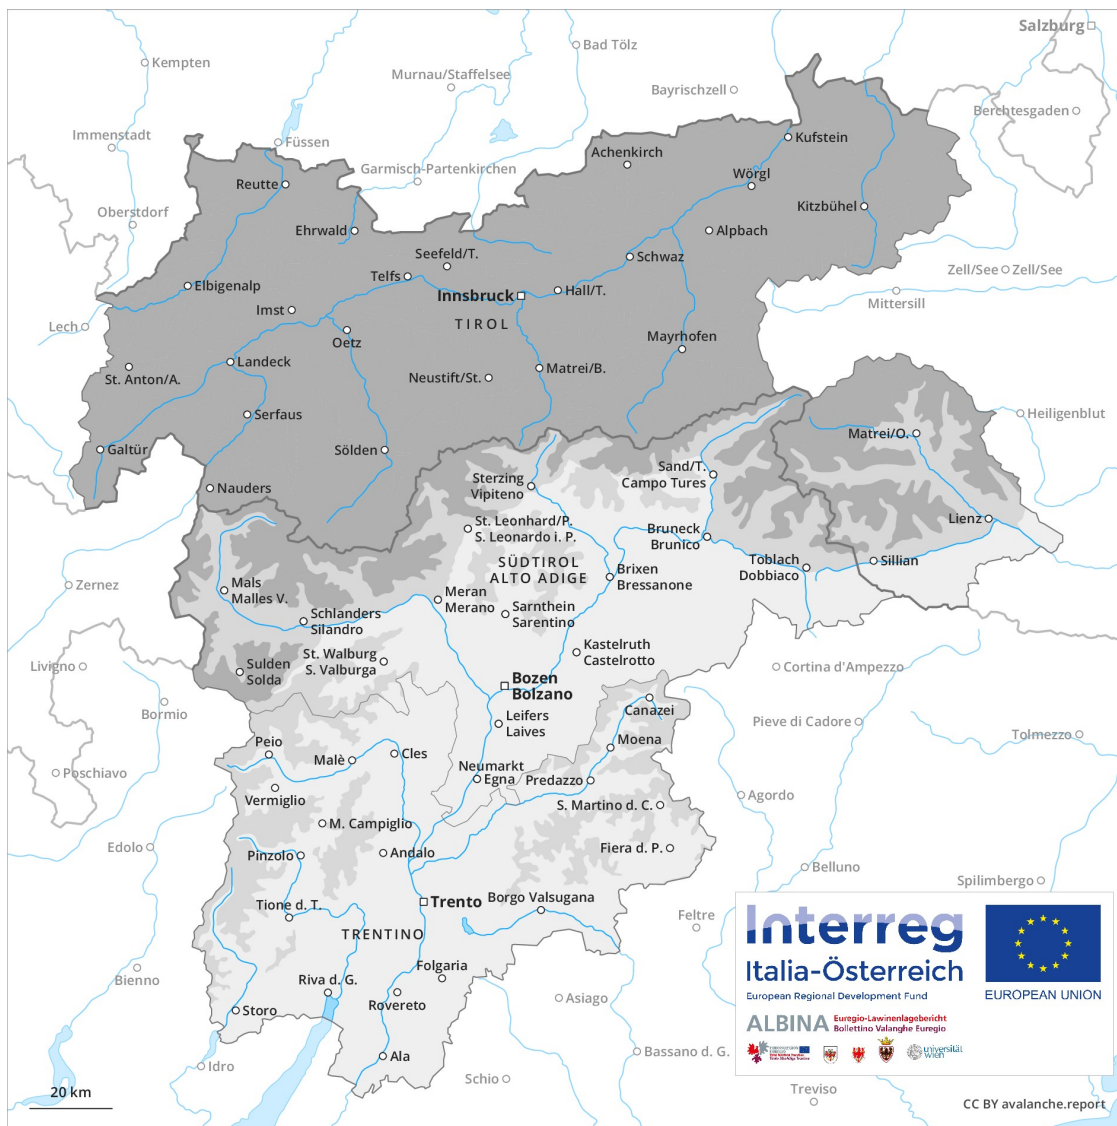 Salzburg
Bad Tölz
Kempten
Murnau/Staffelsee
Bayrischzell
Berchtesgaden
Immenstadt
Füssen
Kufstein
Achenkirch
Garmisch-Partenkirchen
Wörgl
Reutte
Oberstdorf
Kitzbühel
Ehrwald
Alpbach
Seefeld/T.
Schwaz
Telfs
Zell/See
Zell/See
Elbigenalp
Hall/T.
Innsbruck
Mittersill
Imst
TIROL
Lech
Oetz
Mayrhofen
Landeck
Matrei/B.
St. Anton/A.
Neustift/St.
Serfaus
Heiligenblut
Matrei/O.
Galtür
Sölden
Sand/T.
Campo Tures
Sterzing
Vipiteno
Nauders
Lienz
St. Leonhard/P.
S. Leonardo i. P.
Bruneck
Brunico
SÜDTIROL
ALTO ADIGE
Toblach
Dobbiaco
Sillian
Brixen
Bressanone
Zernez
Mals
Malles V.
Meran
Merano
Sarnthein
Sarentino
Schlanders
Silandro
Kastelruth
Castelrotto
St. Walburg
S. Valburga
Livigno
Sulden
Solda
Cortina d'Ampezzo
Bozen
Bolzano
Bormio
Canazei
Leifers
Laives
Pieve di Cadore
Tolmezzo
Moena
Peio
Cles
Malè
Neumarkt
Egna
Predazzo
Poschiavo
Vermiglio
Agordo
S. Martino d. C.
M. Campiglio
Edolo
Pinzolo
Andalo
Fiera d. P.
Belluno
Spilimbergo
Trento
Borgo Valsugana
Tione d. T.
Feltre
TRENTINO
Interreg
Italia-Österreich
European Regional Development Fund
EUROPEAN UNION
Folgaria
Bienno
Riva d. G.
Rovereto
Asiago
Storo
ALBINA
Euregio-Lawinenlagebericht
Bollettino Valanghe Euregio
universität
wien
Ala
Bassano d. G.
Idro
Schio
Treviso
20 km
CC BY avalanche.report